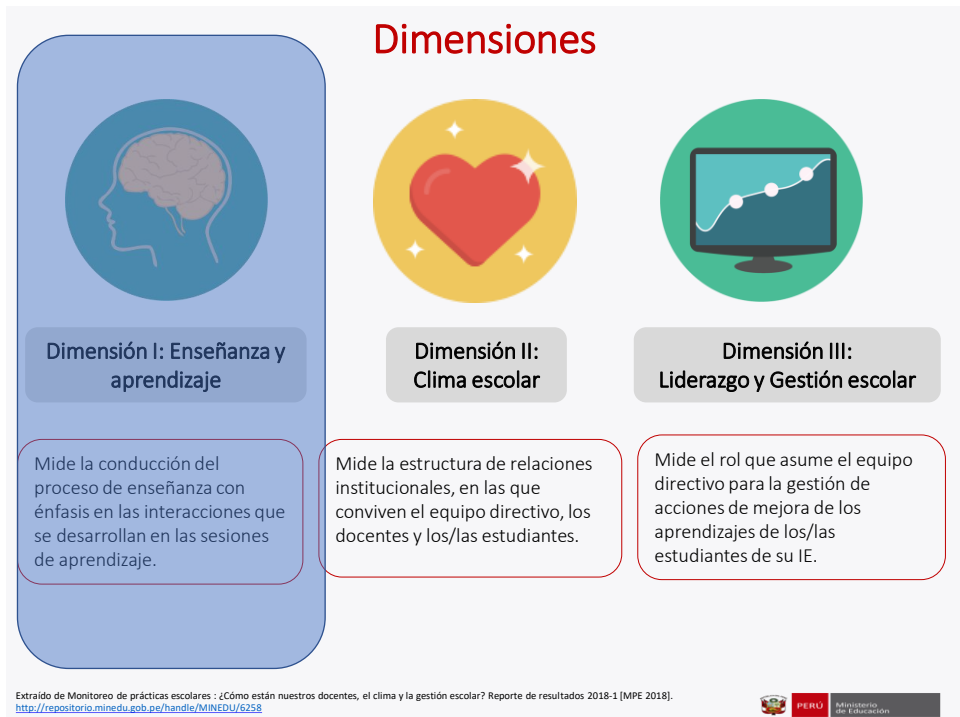 Dimensiones
Dimensión I: Enseñanza y
aprendizaje
Mide la conducción del
proceso de enseñanza con
énfasis en las interacciones que
se desarrollan en las sesiones
de aprendizaje.
Dimensión II:
Clima escolar
Mide la estructura de relaciones
institucionales, en las que
conviven el equipo directivo, los
docentes y los/las estudiantes.
Dimensión III:
Liderazgo y Gestión escolar
Mide el rol que asume el equipo
directivo para la gestión de
acciones de mejora de los
aprendizajes de los/las
estudiantes de su IE.
Extraído de Monitoreo de prácticas escolares : ¿Cómo están nuestros docentes, el clima y la gestión escolar? Reporte de resultados 2018-1 [MPE 2018].
http://repositorio.minedu.gob.pe/handle/MINEDU/6258
PERÚ
Ministerio
de Educación